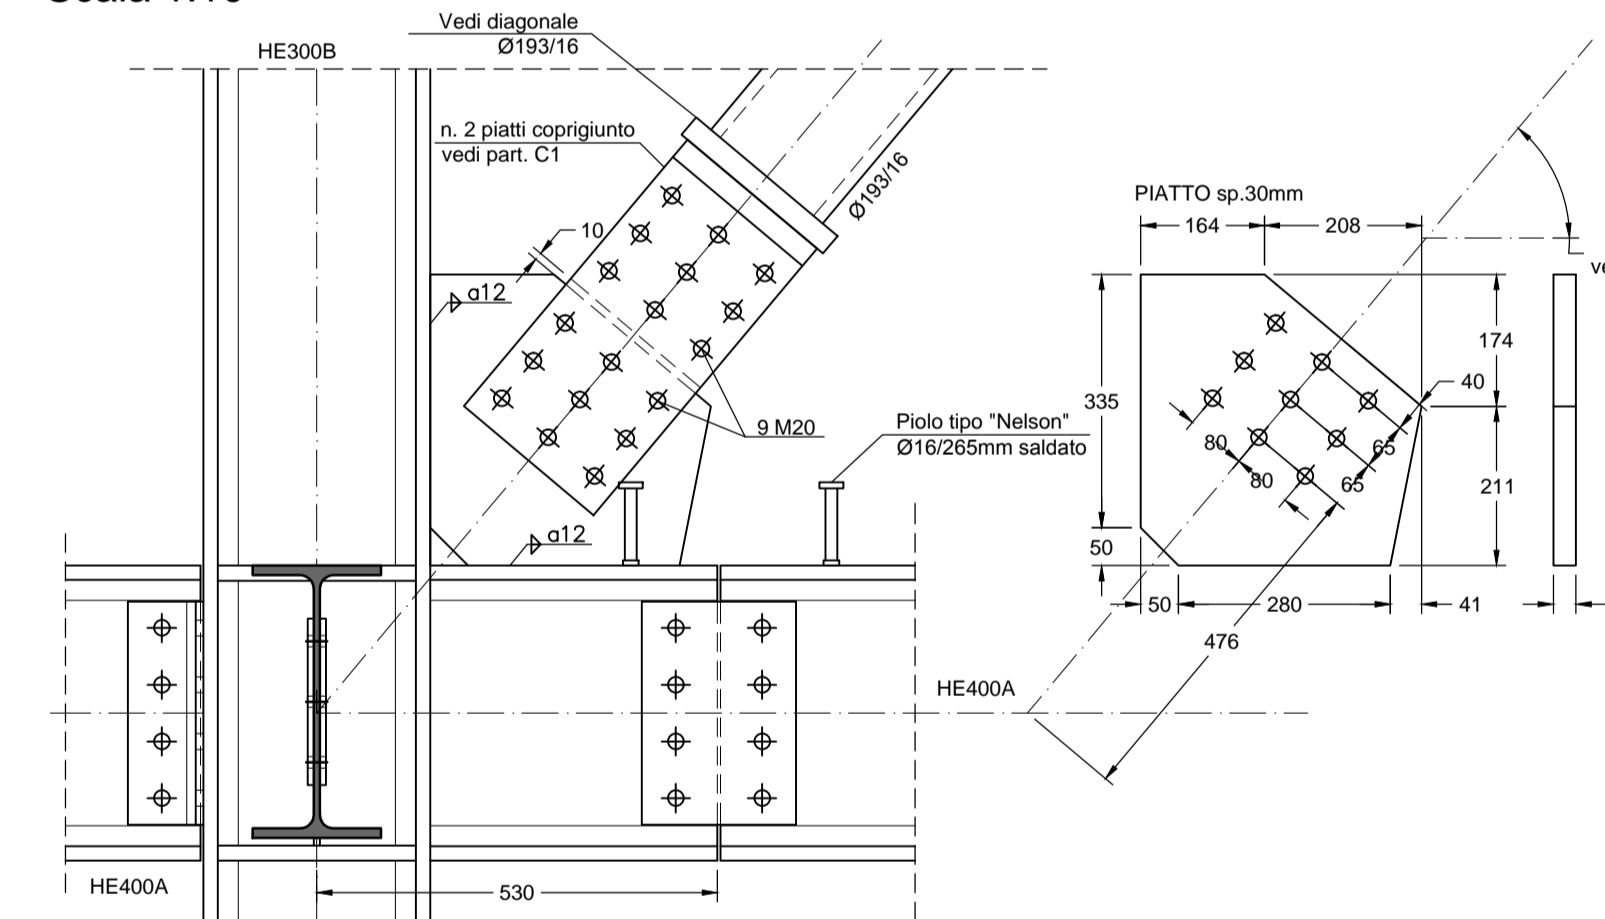 HE300B
Vedi diagonale
Ø193/16
n. 2 piatti coprigiunto
vedi part. C1
Ø193/16
10
a12
a12
9 M20
Piolo tipo "Nelson"
Ø16/265mm saldato
HE400A
HE400A
530
PIATTO sp.30mm
164
208
335
50
174
40
211
80
80
65
65
50
280
41
476